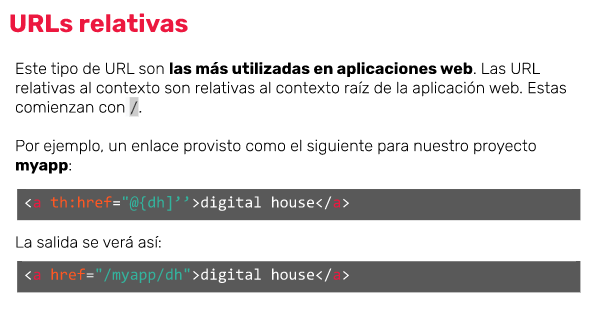 URLs relativas
Este tipo de URL son las más utilizadas en aplicaciones web. Las URL
relativas al contexto son relativas al contexto raíz de la aplicación web. Estas
comienzan con /.
Por ejemplo, un enlace provisto como el siguiente para nuestro proyecto
myapp:
<a th:href="@{dh]’’>digital house</a>
La salida se verá así:
<a href="/myapp/dh">digital house</a>